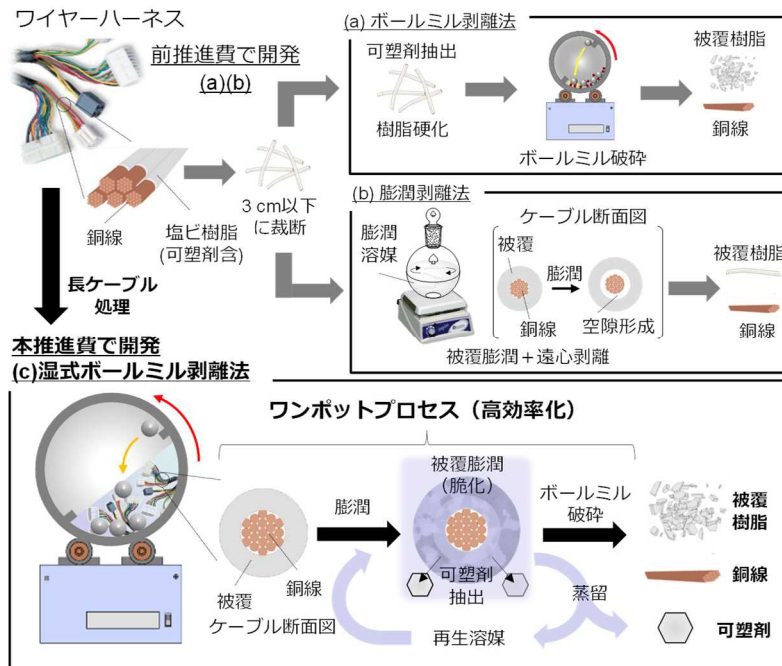 ワイヤーハーネス
前推進費で開発
(a)(b)
銅線
塩ビ樹脂
(可塑剤含)
3 cm以下
に裁断
長ケーブル
処理
(a) ボールミル剥離法
可塑剤抽出
樹脂硬化
ボールミル破砕
被覆樹脂
銅線
(b) 膨潤剥離法
膨潤
溶媒
ケーブル断面図
被覆
膨潤
銅線
空隙形成
被覆膨潤+遠心剥離
被覆樹脂
銅線
本推進費で開発
(c)湿式ボールミル剥離法
ワンポットプロセス（高効率化）
膨潤
被覆膨潤
（脆化）
ボールミル
破砕
被覆
樹脂
銅線
被覆
ケーブル断面図
可塑剤
抽出
再生溶媒
蒸留
銅線
可塑剤